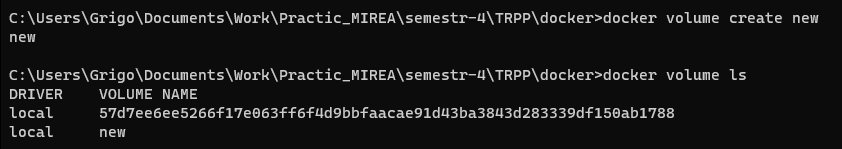 C:\Users\Grigo\Documents\Work\Practic_MIREA\semestr-4\TRPP\docker>docker volume create new
new
C:\Users\Grigo\Documents\Work\Practic_MIREA\semestr-4\TRPP\docker>docker volume ls
DRIVER    VOLUME NAME
local     57d7ee6ee5266f17e063ff6f4d9bbfaacae91d43ba3843d283339df150ab1788
local     new